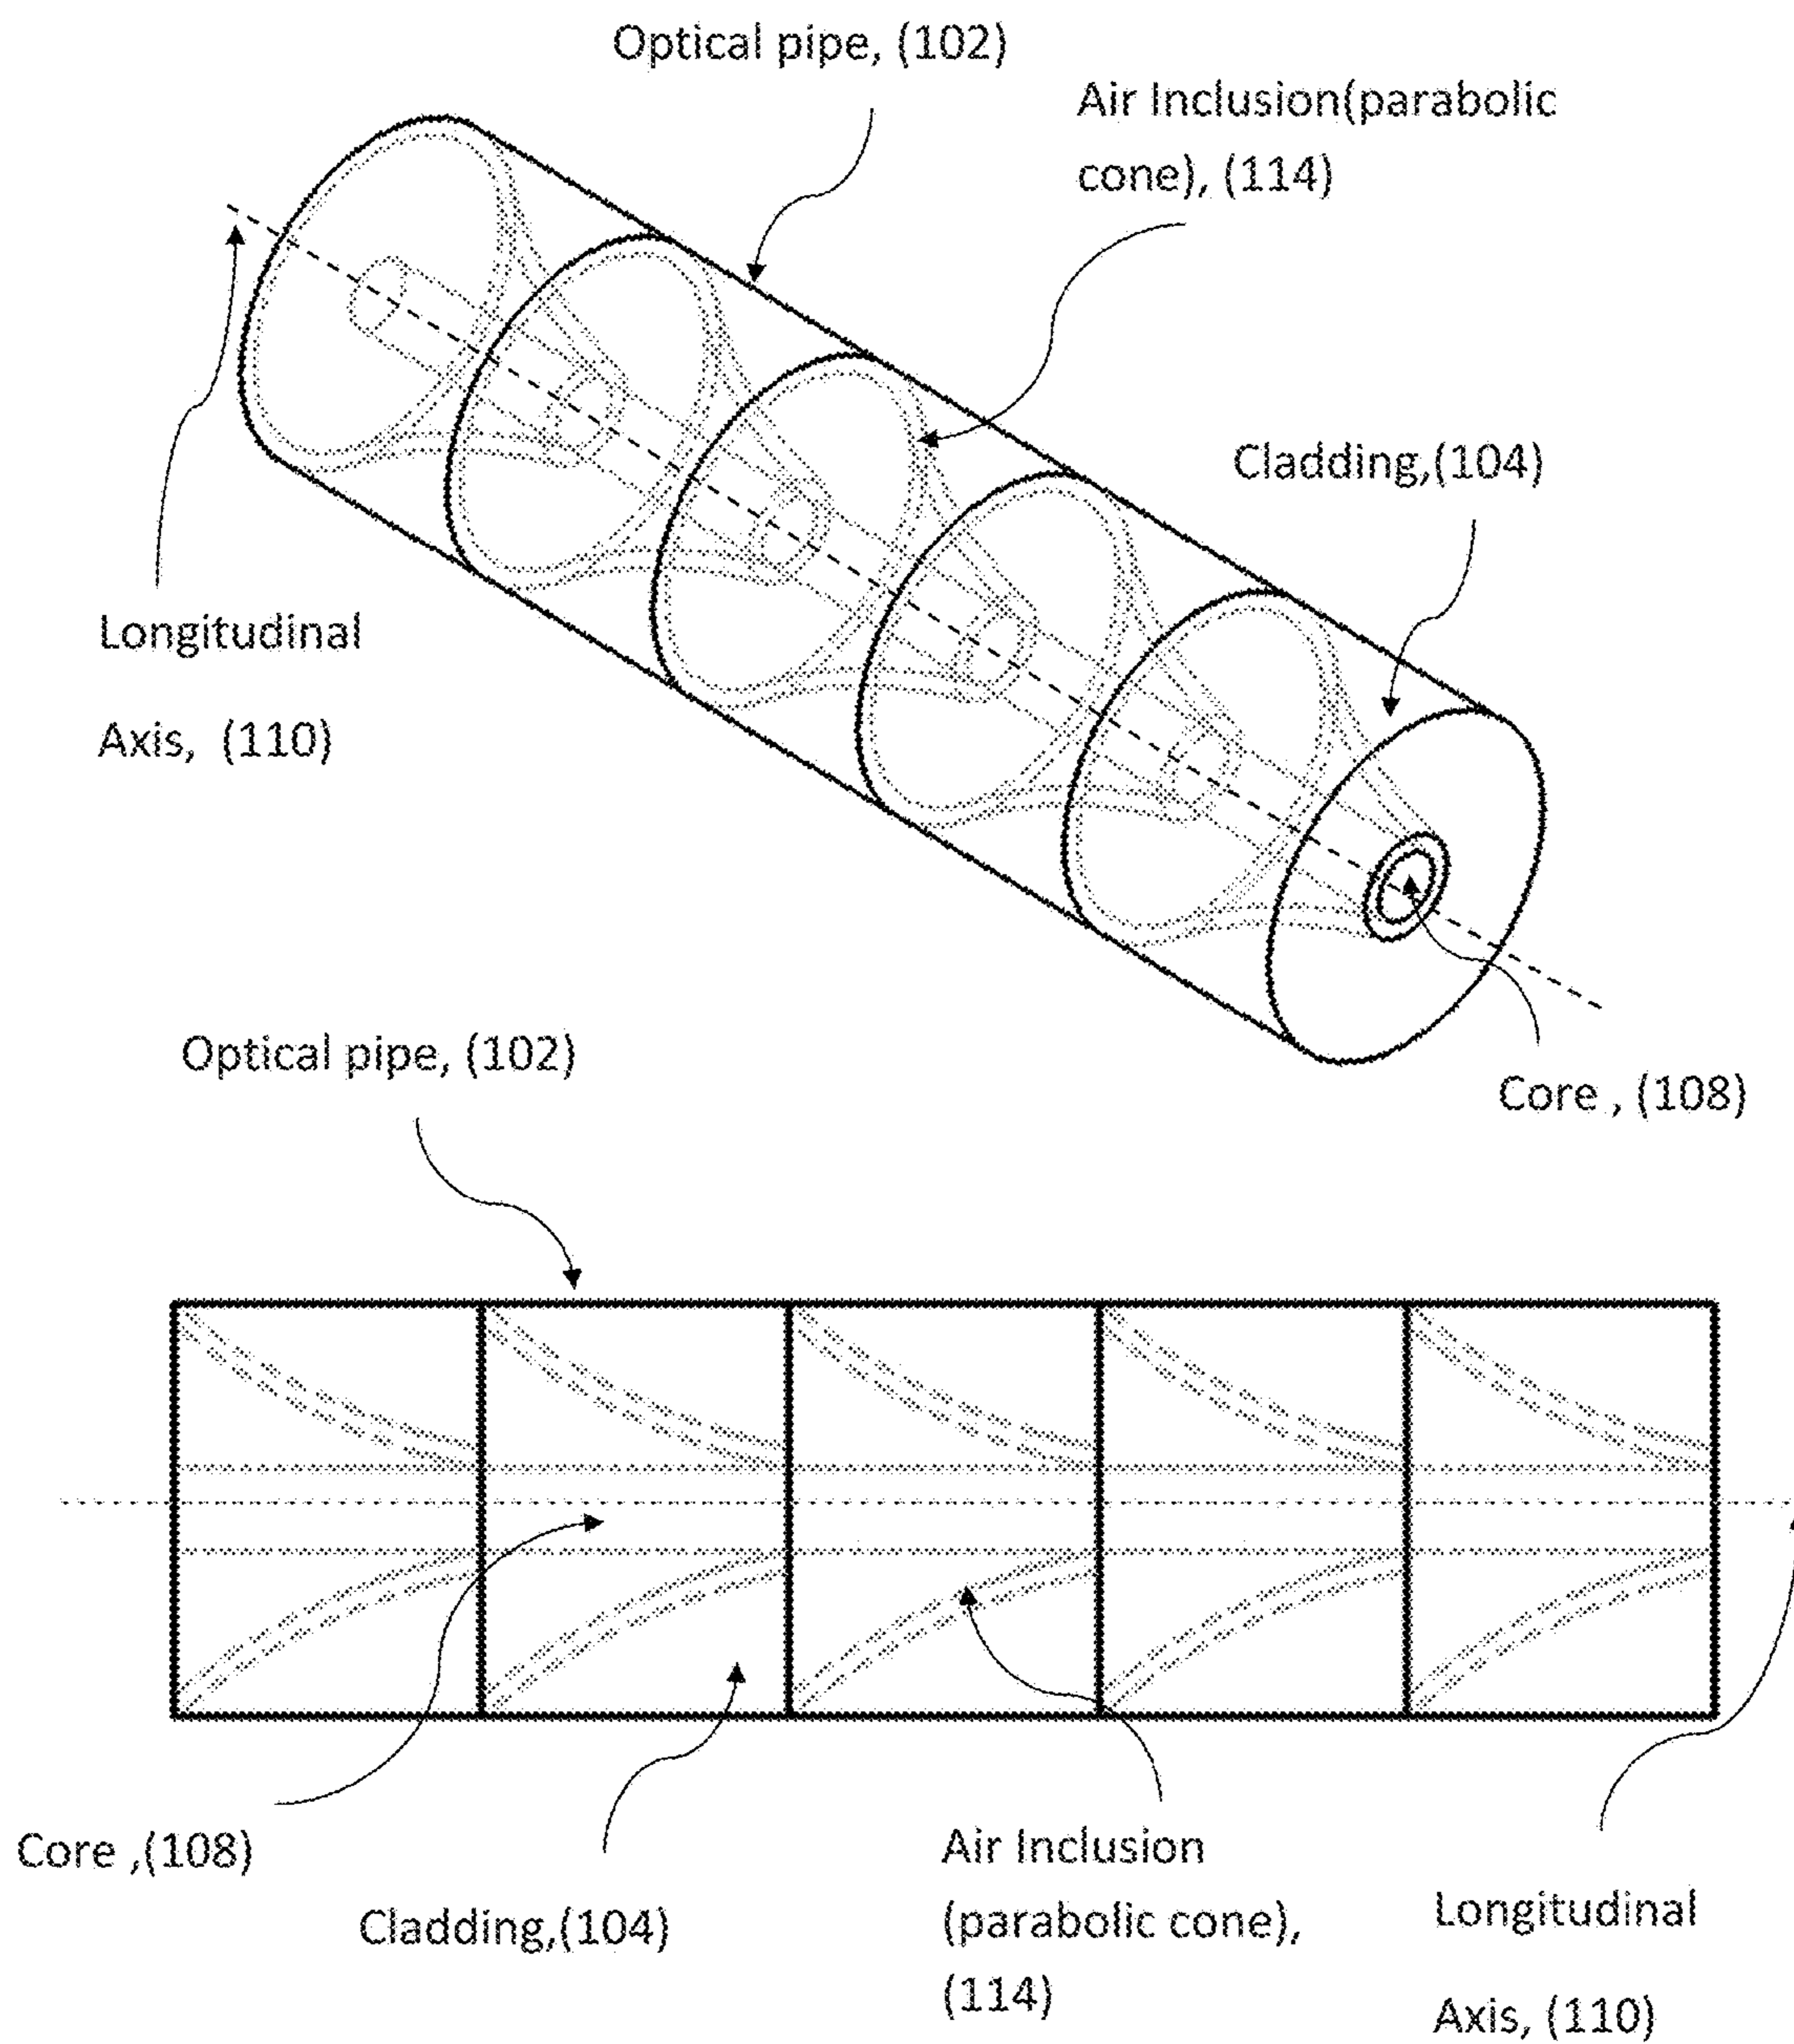 Optical pipe, (102)
Air Inclusion(parabolic
cone), (114)
Cladding,(104)
Longitudinal
Axis, (110)
Core , (108)
Optical pipe, (102)
Core ,(108)
Cladding,(104)
Air Inclusion
(parabolic cone),
(114)
Longitudinal
Axis, (110)